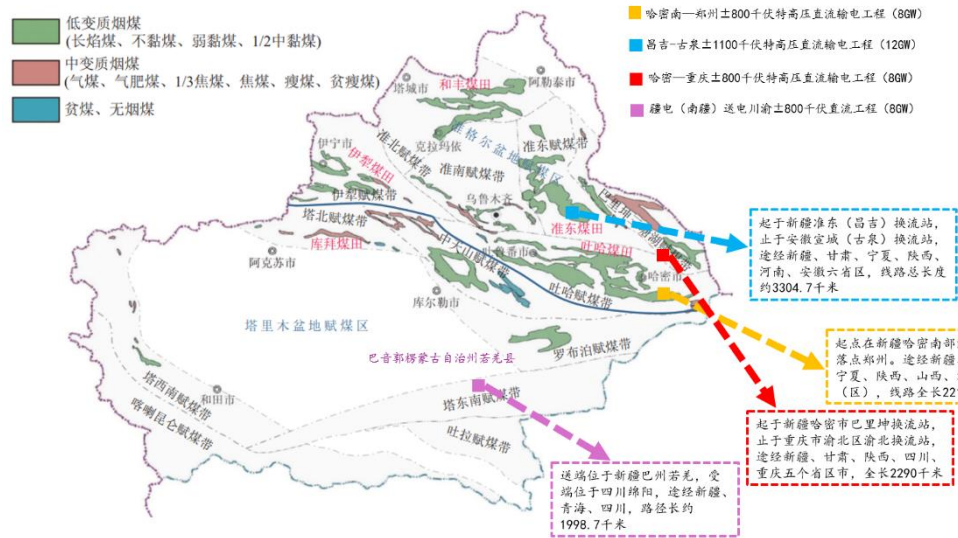 低变质烟煤
(长焰煤、不黏煤、弱黏煤、1/2中黏煤)
中变质烟煤
(气煤、气肥煤、1/3焦煤、焦煤、瘦煤、贫瘦煤)
贫煤、无烟煤
哈密南—郑州±800千伏特高压直流输电工程（8GW）
昌吉-古泉±1100千伏特高压直流输电工程（12GW）
哈密—重庆±800千伏特高压直流输电工程（8GW）
疆电（南疆）送电川渝±800千伏直流工程（8GW）
塔城市
和丰煤田
阿勒泰市
准格尔盆地赋煤区
克拉玛依
准北赋煤带
准东赋煤带
伊宁市
伊犁煤田
准南赋煤带
伊犁赋煤带
乌鲁木齐
塔北赋煤带
准东煤田
库拜煤田
吐哈煤田
中天山赋煤带
吐鲁番市
哈密市
阿克苏市
库尔勒市
吐哈赋煤带
塔里木盆地赋煤区
罗布泊赋煤带
巴音郭楞蒙古自治州若羌县
塔西南赋煤带
和田市
塔东南赋煤带
喀喇昆仑赋煤带
吐拉赋煤带
起于新疆准东（昌吉）换流站，
止于安徽宣城（古泉）换流站，
途经新疆、甘肃、宁夏、陕西、
河南、安徽六省区，线路总长度
约3304.7千米
起点在新疆哈密南部
落点郑州。途经新疆、
宁夏、陕西、山西、
（区），线路全长22
起于新疆哈密市巴里坤换流站，
止于重庆市渝北区渝北换流站，
途经新疆、甘肃、陕西、四川、
重庆五个省区市，全长2290千米
送端位于新疆巴州若羌，受
端位于四川绵阳，途经新疆、
青海、四川，路径长约
1998.7千米